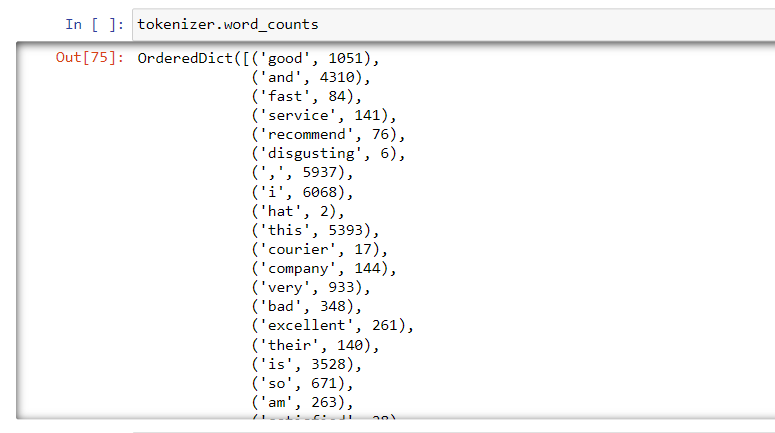 In [ ]: tokenizer.word_counts
Out[75]: OrderedDict([('good', 1051),
('and', 4310),
('fast', 84),
('service', 141),
('recommend', 76),
('disgusting', 6),
(',', 5937),
('i', 6068),
('hat', 2),
('this', 5393),
('courier', 17),
('company', 144),
('very', 933),
('bad', 348),
('excellent', 261),
('their', 140),
('is', 3528),
('so', 671),
('am', 263),